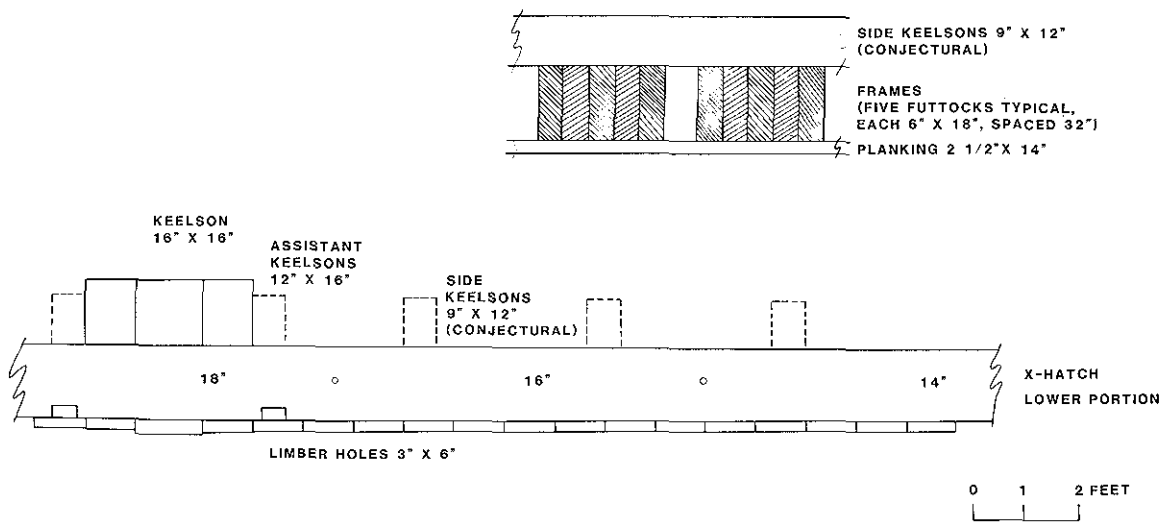 SIDE KEELSONS 9" X 12"
(CONJECTURAL)
FRAMES
(FIVE FUTTOCKS TYPICAL,
EACH 6" X 18", SPACED 32")
PLANKING 2 1/2" X 14"
KEELSON
16" X 16"
ASSISTANT
KEELSONS
12" X 16"
SIDE
KEELSONS
9" X 12"
(CONJECTURAL)
18"
16"
14"
X-HATCH
LOWER PORTION
LIMBER HOLES 3" X 6"
0 1 2 FEET